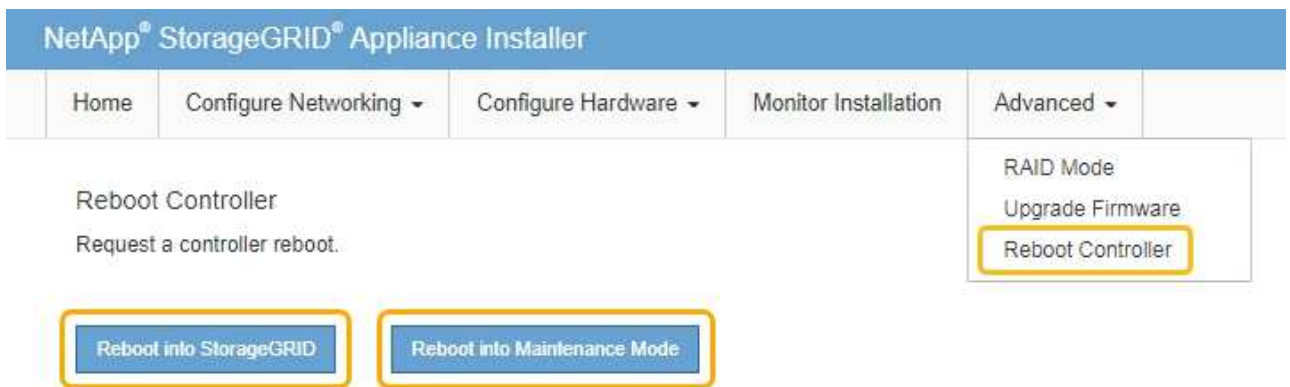 NetApp® StorageGRID® Appliance Installer
Home Configure Networking Configure Hardware Monitor Installation Advanced
RAID Mode
Upgrade Firmware
Reboot Controller
Reboot Controller
Request a controller reboot.
Reboot into StorageGRID Reboot into Maintenance Mode